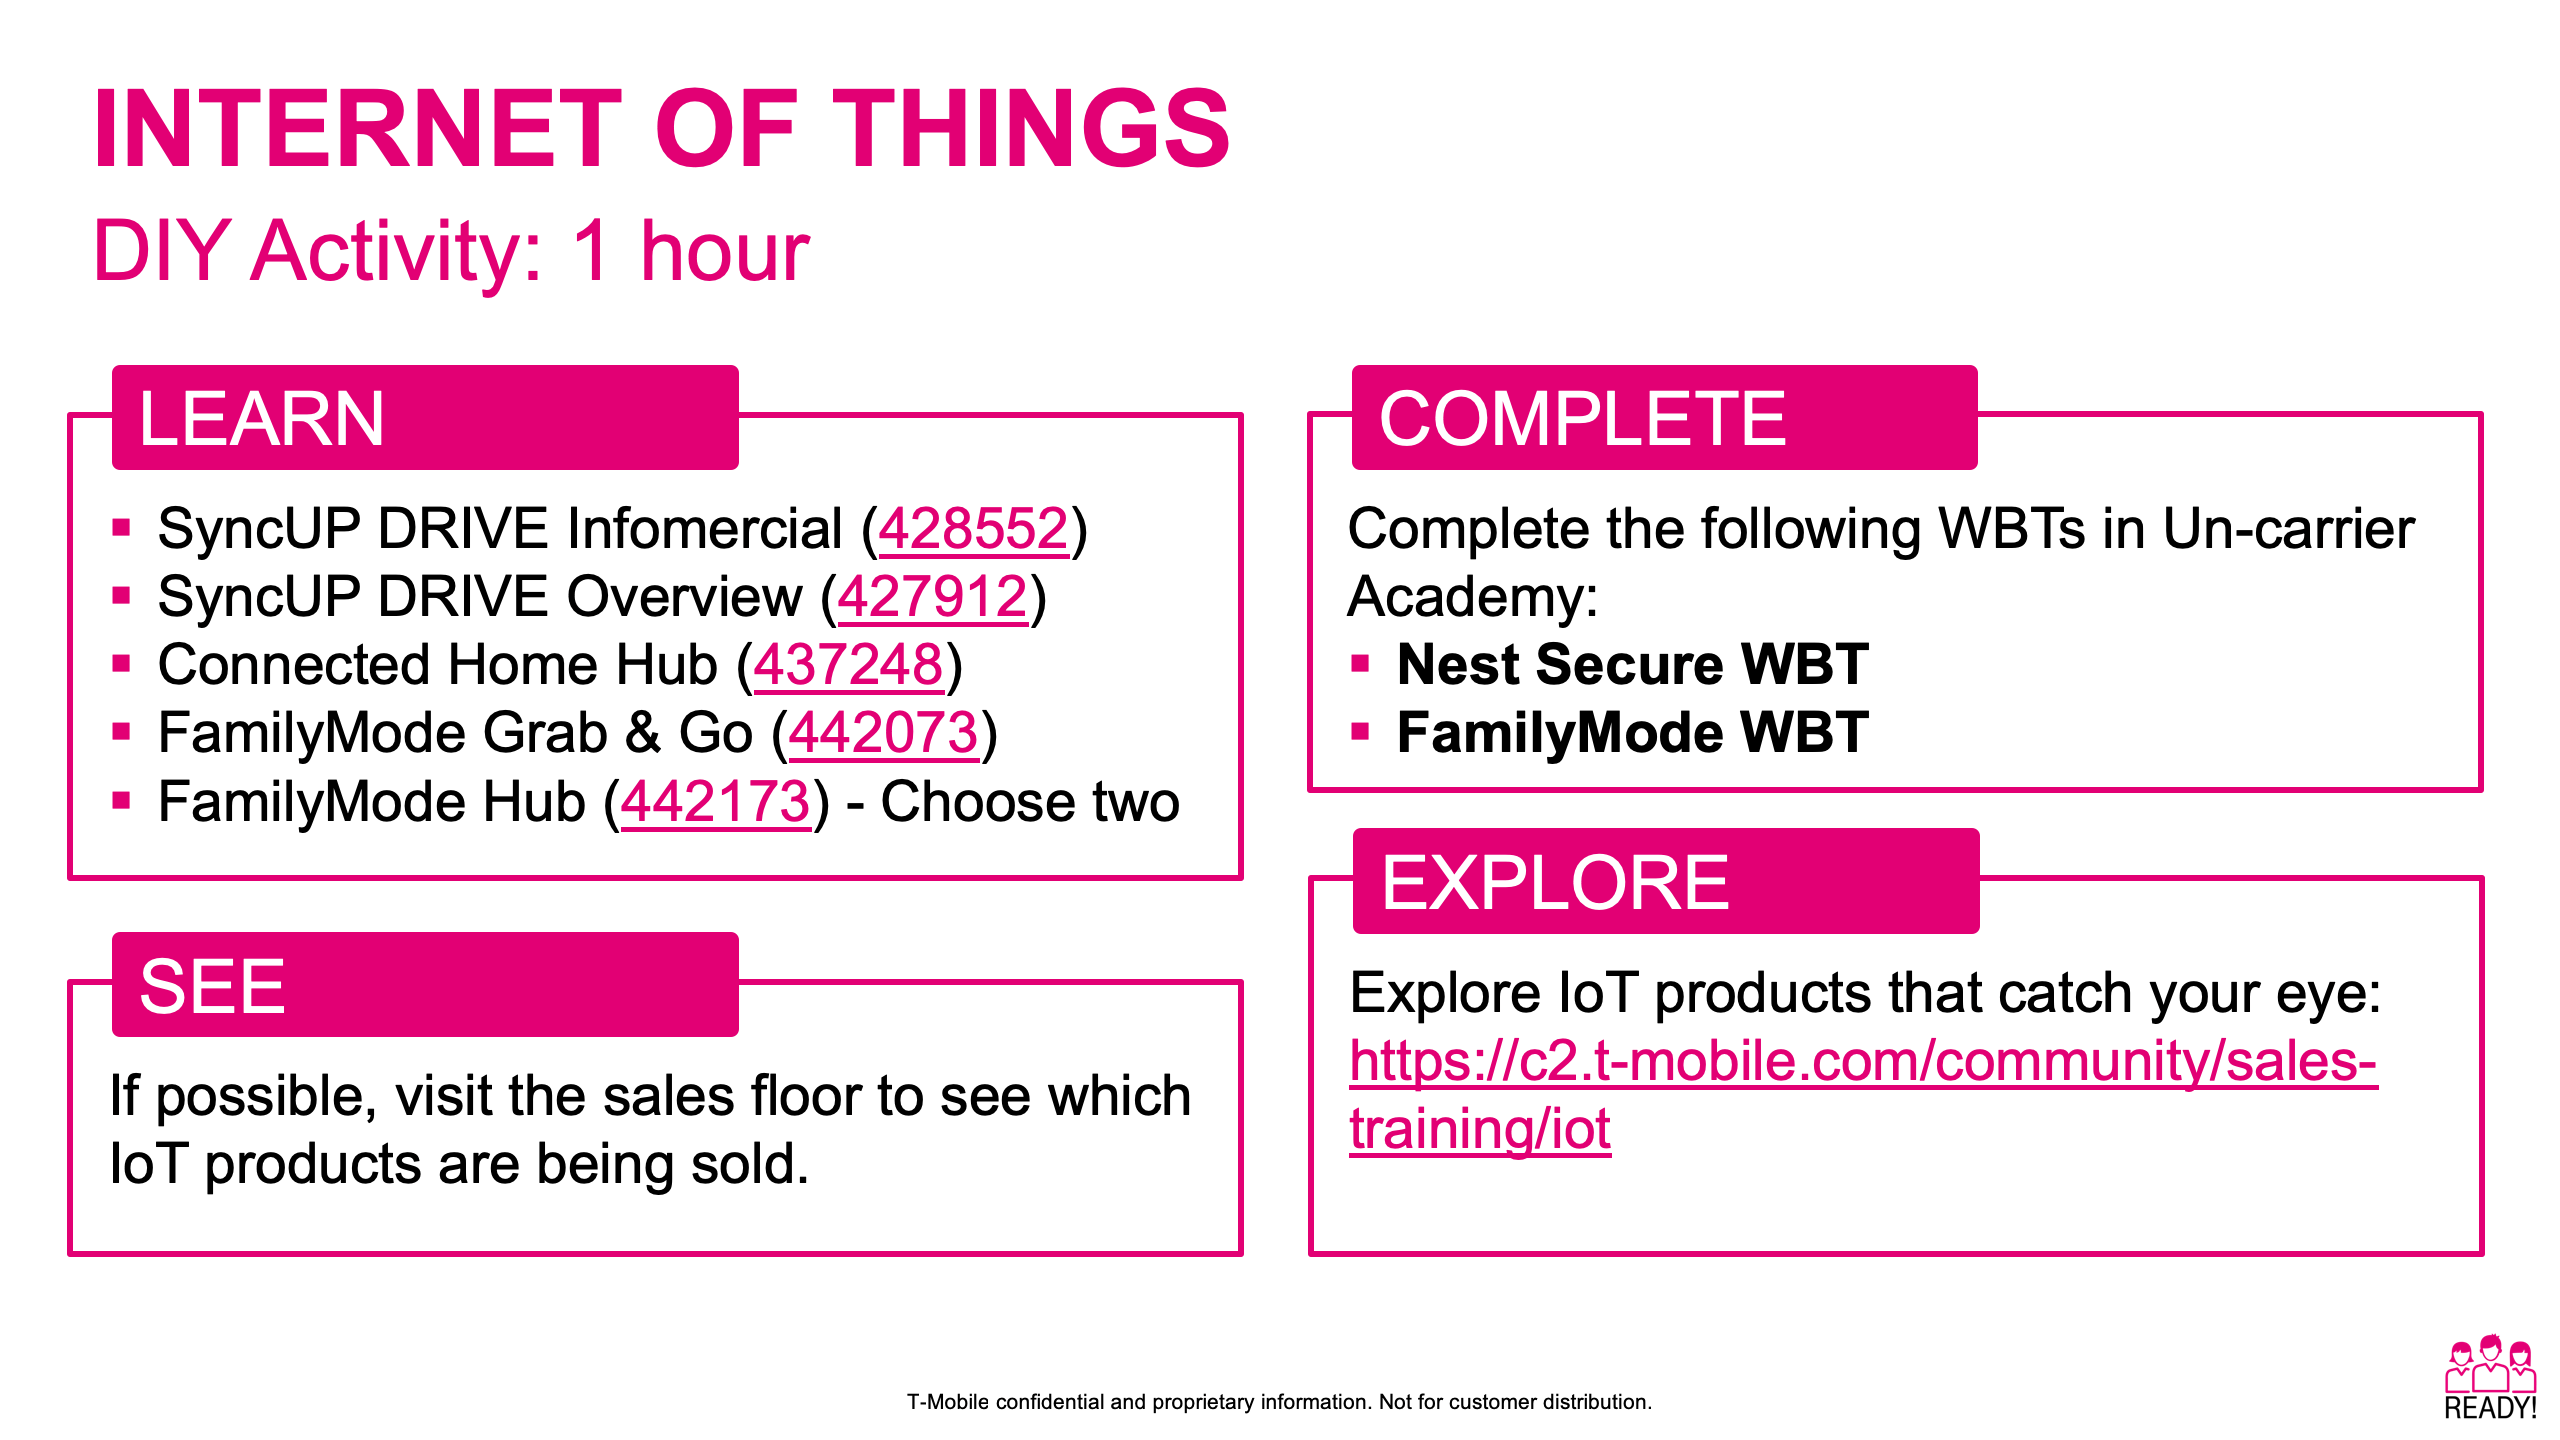 INTERNET OF THINGS
DIY Activity: 1 hour
LEARN
▪ SyncUP DRIVE Infomercial (428552)
▪ SyncUP DRIVE Overview (427912)
▪ Connected Home Hub (437248)
▪ FamilyMode Grab & Go (442073)
▪ FamilyMode Hub (442173) - Choose two
SEE
If possible, visit the sales floor to see which
IoT products are being sold.
COMPLETE
Complete the following WBTs in Un-carrier
Academy:
▪ Nest Secure WBT
▪ FamilyMode WBT
EXPLORE
Explore IoT products that catch your eye:
https://c2.t-mobile.com/community/sales-
training/iot
T-Mobile confidential and proprietary information. Not for customer distribution.
READY!